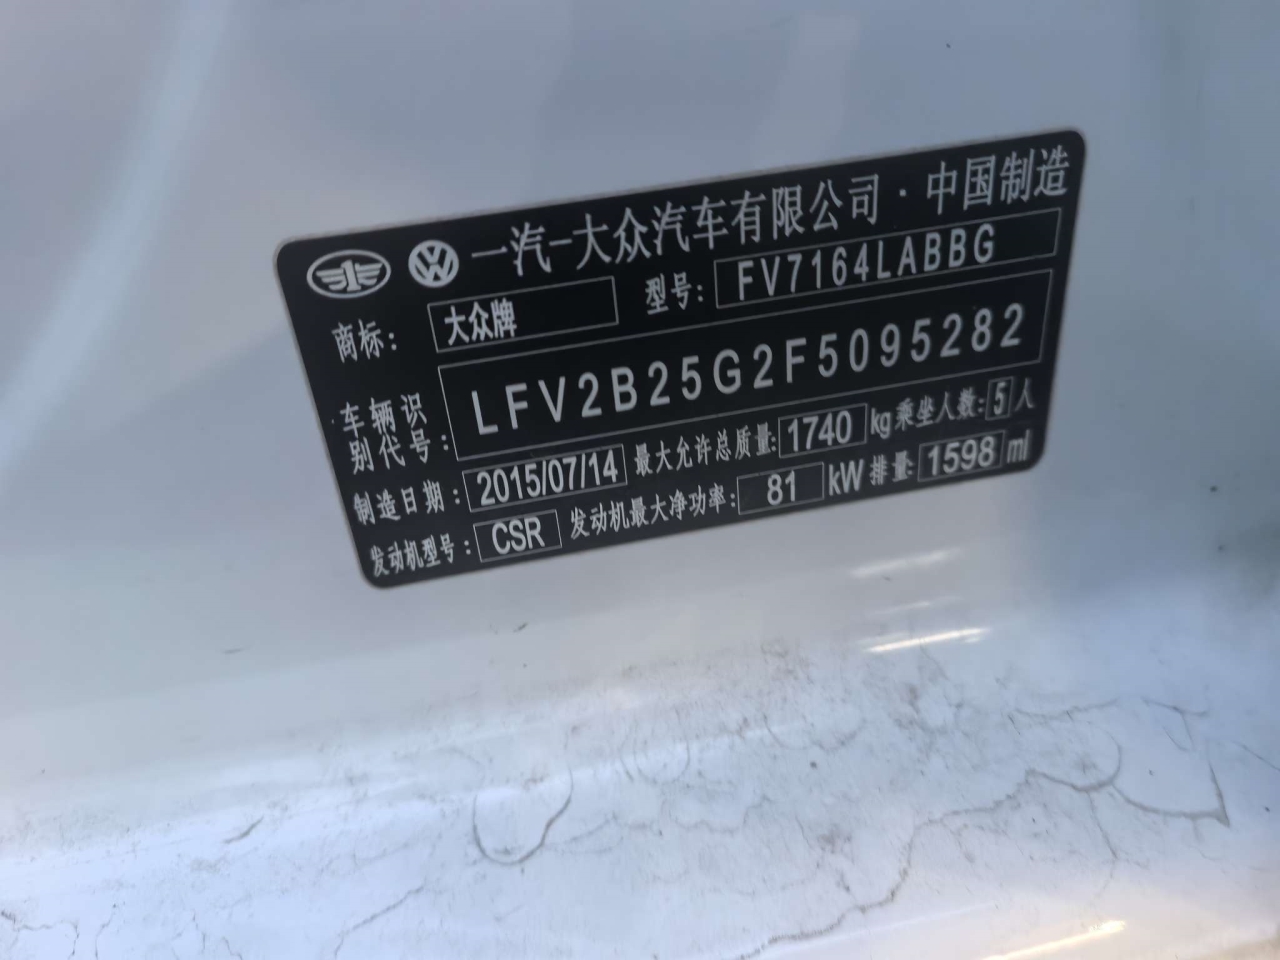 一汽-大众汽车有限公司·中国制造
商标: 大众牌 型号: FV7164LABBG
车辆识别代号: LFV2B25G2F5095282
制造日期: 2015/07/14 最大允许总质量: 1740 kg 乘坐人数: 5 人
发动机型号: CSR 发动机最大净功率: 81 kW 排量: 1598 ml